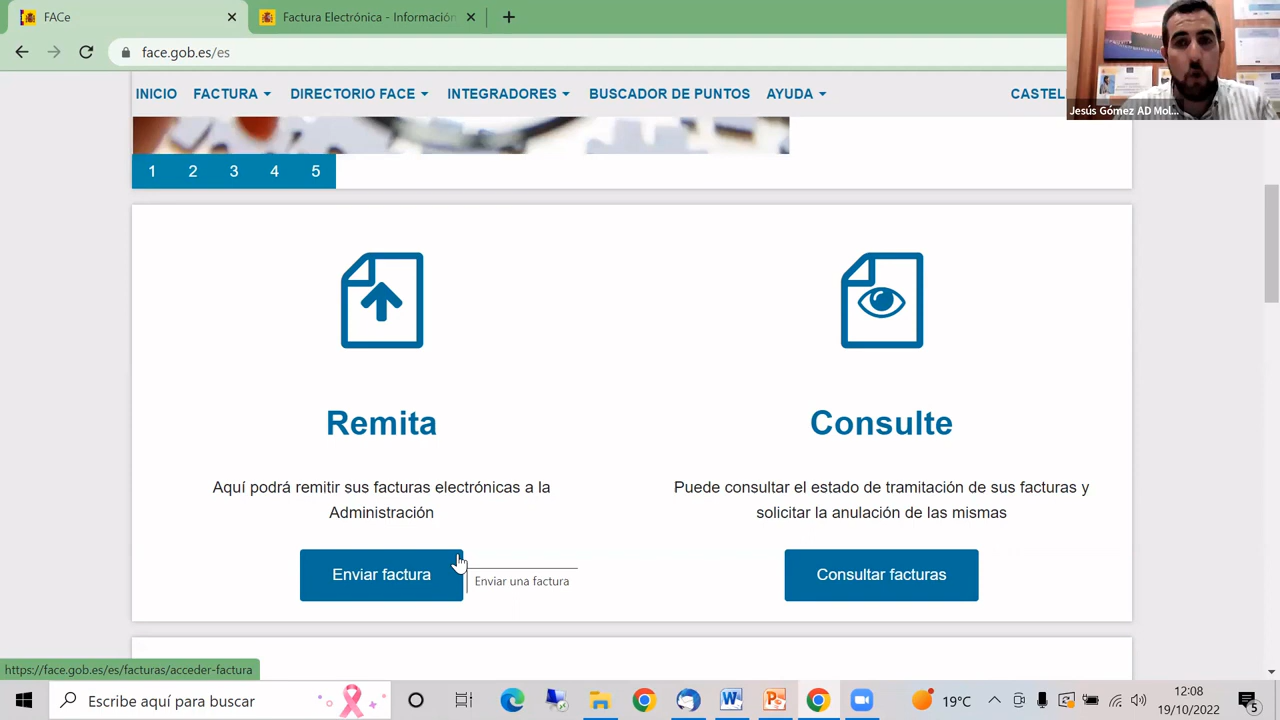 FACe
Factura Electrónica - Información
face.gob.es/es
INICIO FACTURA DIRECTORIO FACE INTEGRADORES BUSCADOR DE PUNTOS AYUDA CASTEL
Jesús Gómez AD Mol...
1 2 3 4 5
Remita
Aquí podrá remitir sus facturas electrónicas a la
Administración
Enviar factura
Enviar una factura
Consulte
Puede consultar el estado de tramitación de sus facturas y
solicitar la anulación de las mismas
Consultar facturas
https://face.gob.es/es/facturas/acceder-factura
Escribe aquí para buscar
19°C
12:08
19/10/2022
5